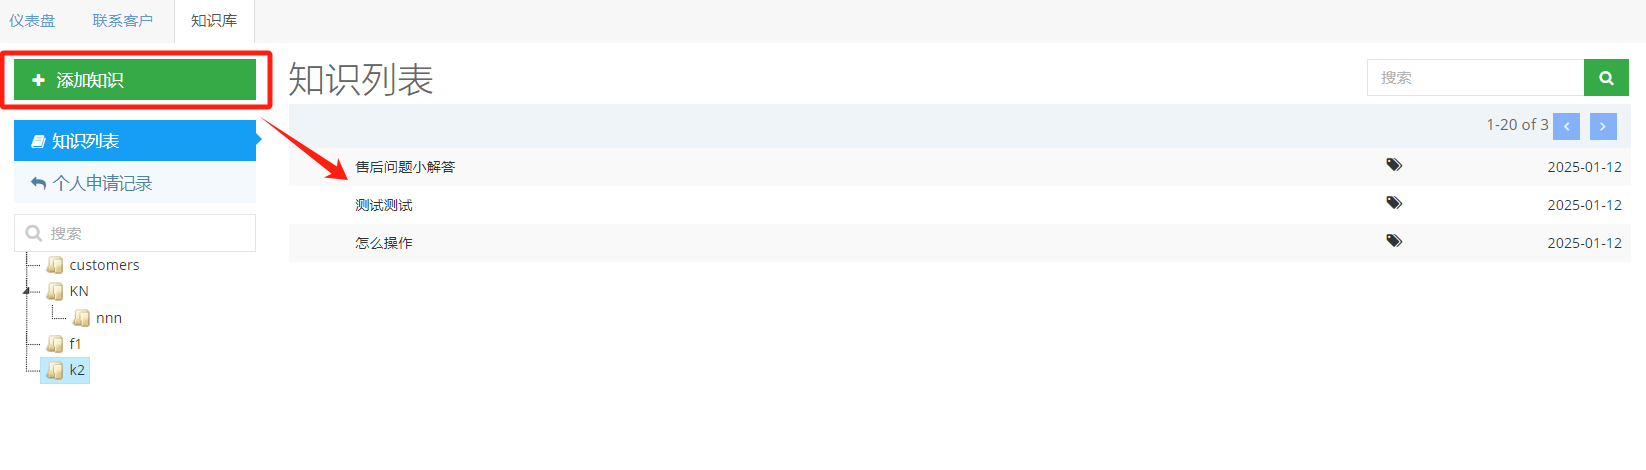 仪表盘 联系客户 知识库
添加知识
知识列表
个人申请记录
搜索
customers
KN
nnn
f1
k2
知识列表
搜索
1-20 of 3
售后问题小解答 2025-01-12
测试测试 2025-01-12
怎么操作 2025-01-12